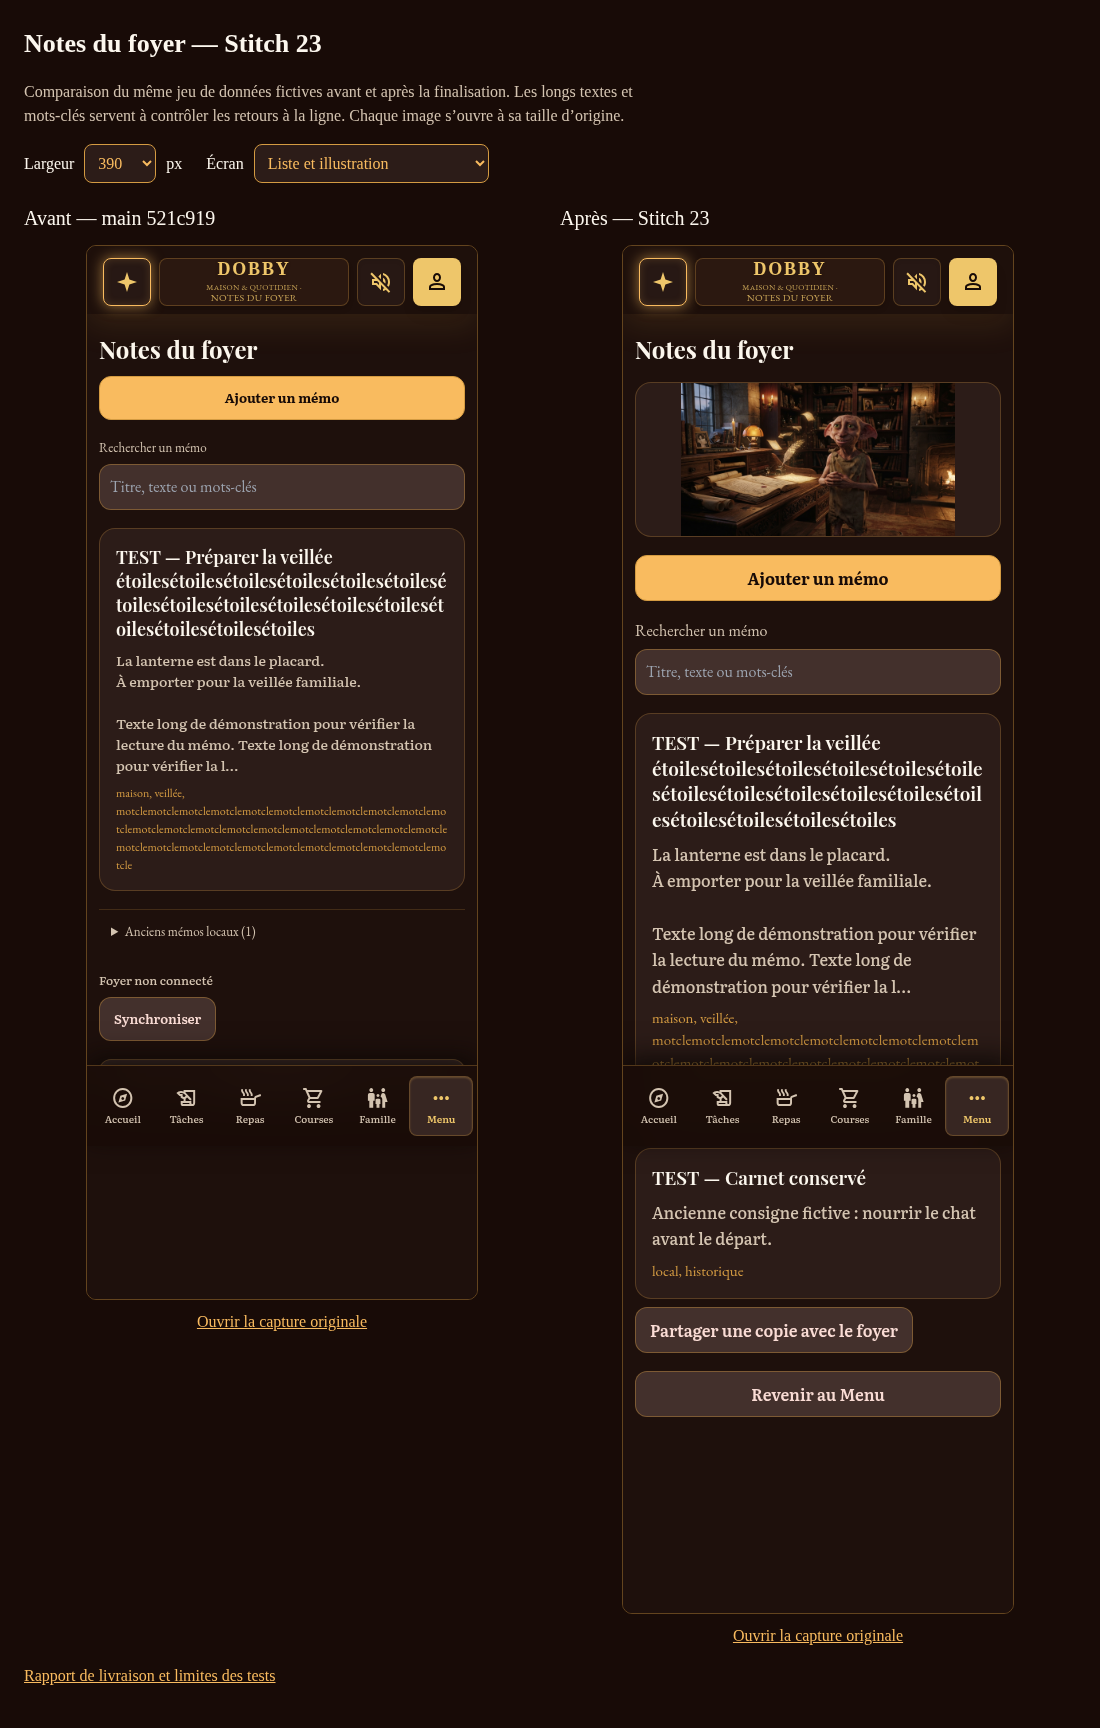 Notes du foyer — Stitch 23
Comparaison du même jeu de données fictives avant et après la finalisation. Les longs textes et
mots-clés servent à contrôler les retours à la ligne. Chaque image s’ouvre à sa taille d’origine.
Largeur 390 px Écran Liste et illustration
Avant — main 521c919
DOBBY
MAISON & QUOTIDIEN ·
NOTES DU FOYER
Notes du foyer
Ajouter un mémo
Rechercher un mémo
Titre, texte ou mots-clés
TEST — Préparer la veillée
étoilesétoilesétoilesétoilesétoilesétoilesé
toilesétoilesétoilesétoilesétoilesétoilesét
oilesétoilesétoilesétoiles
La lanterne est dans le placard.
À emporter pour la veillée familiale.
Texte long de démonstration pour vérifier la
lecture du mémo. Texte long de démonstration
pour vérifier la l…
maison, veillée,
motclemotclemotclemotclemotclemotclemotclemotclemotclemotclemo
tclemotclemotclemotclemotclemotclemotclemotclemotclemotclemotcle
motclemotclemotclemotclemotclemotclemotclemotclemotclemotclemo
tcle
Anciens mémos locaux (1)
Foyer non connecté
Synchroniser
Accueil Tâches Repas Courses Famille Menu
Ouvrir la capture originale
Après — Stitch 23
DOBBY
MAISON & QUOTIDIEN ·
NOTES DU FOYER
Notes du foyer
Ajouter un mémo
Rechercher un mémo
Titre, texte ou mots-clés
TEST — Préparer la veillée
étoilesétoilesétoilesétoilesétoilesétoile
sétoilesétoilesétoilesétoilesétoilesétoil
esétoilesétoilesétoilesétoiles
La lanterne est dans le placard.
À emporter pour la veillée familiale.
Texte long de démonstration pour vérifier
la lecture du mémo. Texte long de
démonstration pour vérifier la l…
maison, veillée,
motclemotclemotclemotclemotclemotclemotclemotclem
Accueil Tâches Repas Courses Famille Menu
TEST — Carnet conservé
Ancienne consigne fictive : nourrir le chat
avant le départ.
local, historique
Partager une copie avec le foyer
Revenir au Menu
Ouvrir la capture originale
Rapport de livraison et limites des tests